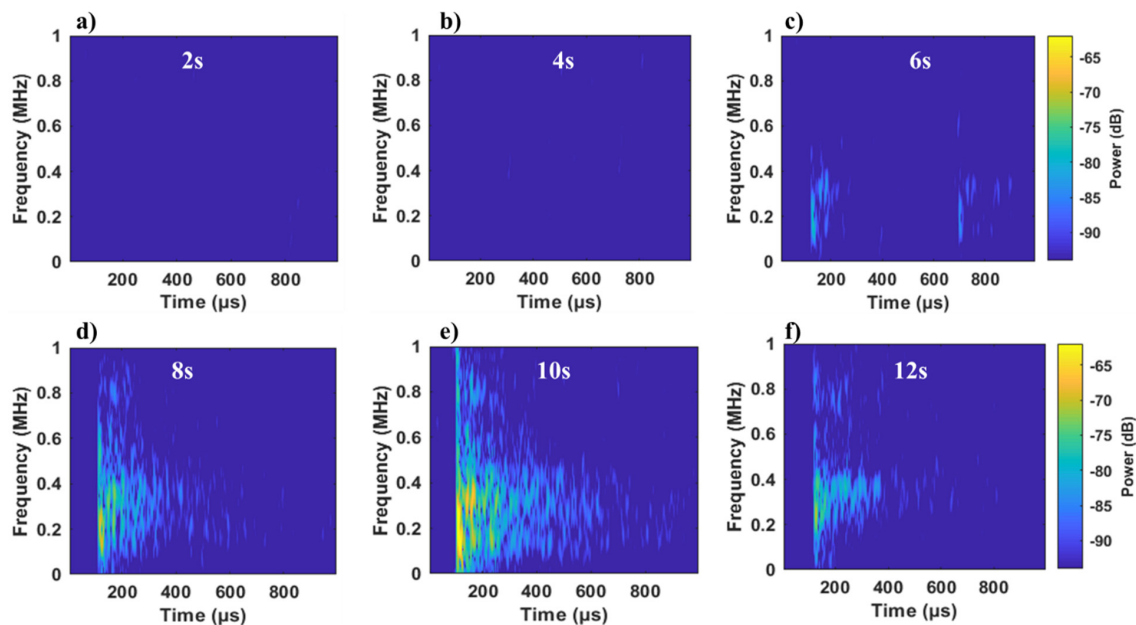 a)
2s
1
0.8
0.6
0.4
0.2
0
Frequency (MHz)
200 400 600 800
Time (µs)
b)
4s
1
0.8
0.6
0.4
0.2
0
Frequency (MHz)
200 400 600 800
Time (µs)
c)
6s
1
0.8
0.6
0.4
0.2
0
Frequency (MHz)
200 400 600 800
Time (µs)
-65
-70
-75
-80
-85
-90
Power (dB)
d)
8s
1
0.8
0.6
0.4
0.2
0
Frequency (MHz)
200 400 600 800
Time (µs)
e)
10s
1
0.8
0.6
0.4
0.2
0
Frequency (MHz)
200 400 600 800
Time (µs)
f)
12s
1
0.8
0.6
0.4
0.2
0
Frequency (MHz)
200 400 600 800
Time (µs)
-65
-70
-75
-80
-85
-90
Power (dB)